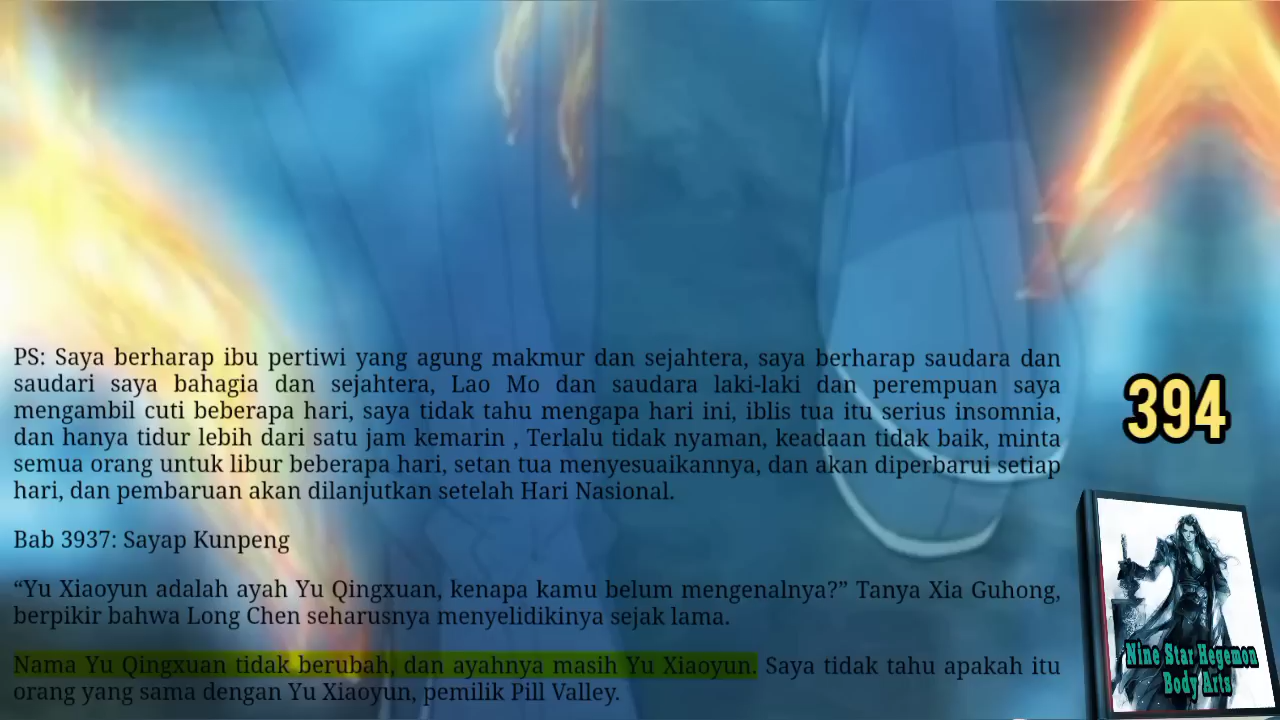 PS: Saya berharap ibu pertiwi yang agung makmur dan sejahtera, saya berharap saudara dan
saudari saya bahagia dan sejahtera, Lao Mo dan saudara laki-laki dan perempuan saya
mengambil cuti beberapa hari, saya tidak tahu mengapa hari ini, iblis tua itu serius insomnia,
dan hanya tidur lebih dari satu jam kemarin , Terlalu tidak nyaman, keadaan tidak baik, minta
semua orang untuk libur beberapa hari, setan tua menyesuaikannya, dan akan diperbarui setiap
hari, dan pembaruan akan dilanjutkan setelah Hari Nasional.
Bab 3937: Sayap Kunpeng
“Yu Xiaoyun adalah ayah Yu Qingxuan, kenapa kamu belum mengenalnya?” Tanya Xia Guhong,
berpikir bahwa Long Chen seharusnya menyelidikinya sejak lama.
Nama Yu Qingxuan tidak berubah, dan ayahnya masih Yu Xiaoyun. Saya tidak tahu apakah itu
orang yang sama dengan Yu Xiaoyun, pemilik Pill Valley.
394
Nine Star Hegemon
Body Arts